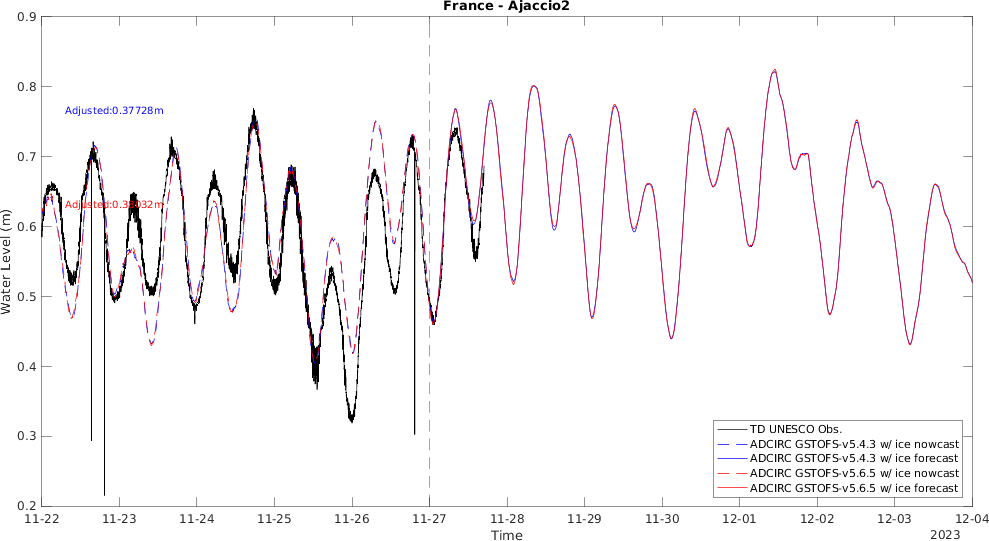 France - Ajaccio2
0.9
0.8
0.7
0.6
0.5
0.4
0.3
0.2
Water Level (m)
Adjusted:0.37728m
Adjusted:0.38032m
TD UNESCO Obs.
ADCIRC GSTOFS-v5.4.3 w/ ice nowcast
ADCIRC GSTOFS-v5.4.3 w/ ice forecast
ADCIRC GSTOFS-v5.6.5 w/ ice nowcast
ADCIRC GSTOFS-v5.6.5 w/ ice forecast
11-22 11-23 11-24 11-25 11-26 11-27 11-28 11-29 11-30 12-01 12-02 12-03 12-04
Time
2023